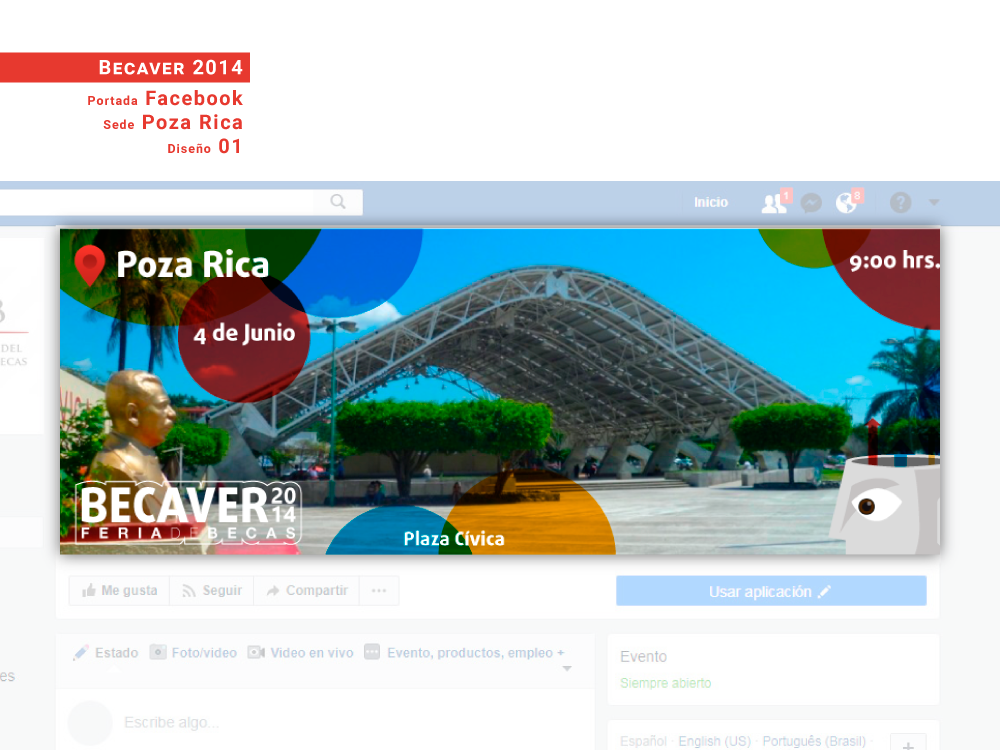 BECAVER 2014
Portada Facebook
Sede Poza Rica
Diseño 01
Inicio
1
8
Poza Rica
9:00 hrs.
4 de Junio
DEL
ECAS
BECAVER 2014
FERIA DE BECAS
Plaza Cívica
Me gusta
Seguir
Compartir
Usar aplicación
Estado
Foto/video
Video en vivo
Evento, productos, empleo +
Evento
es
Siempre abierto
Escribe algo...
Español · English (US) · Português (Brasil) ·